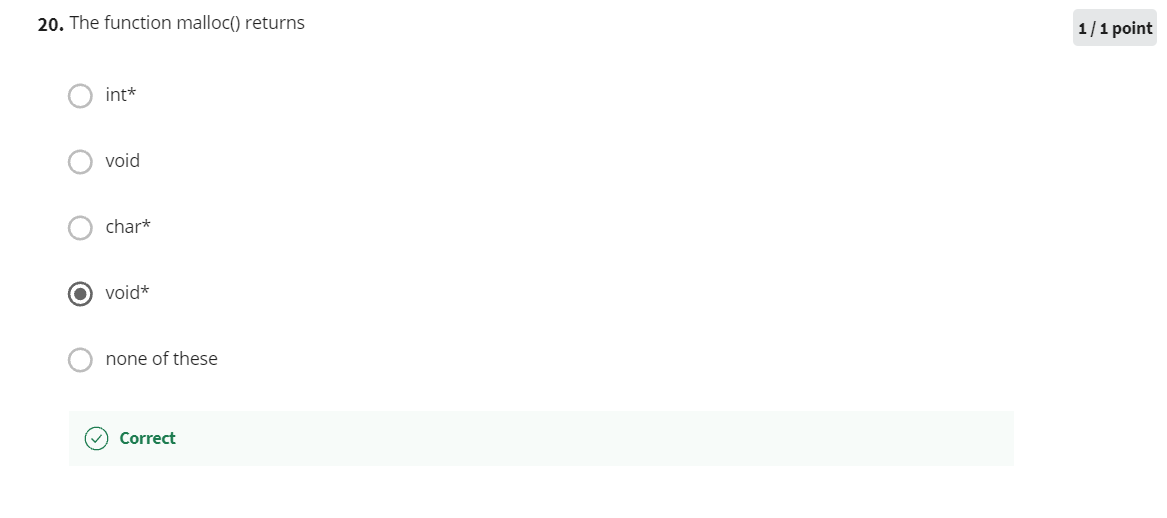 20. The function malloc() returns
1 / 1 point
int*
void
char*
void*
none of these
Correct